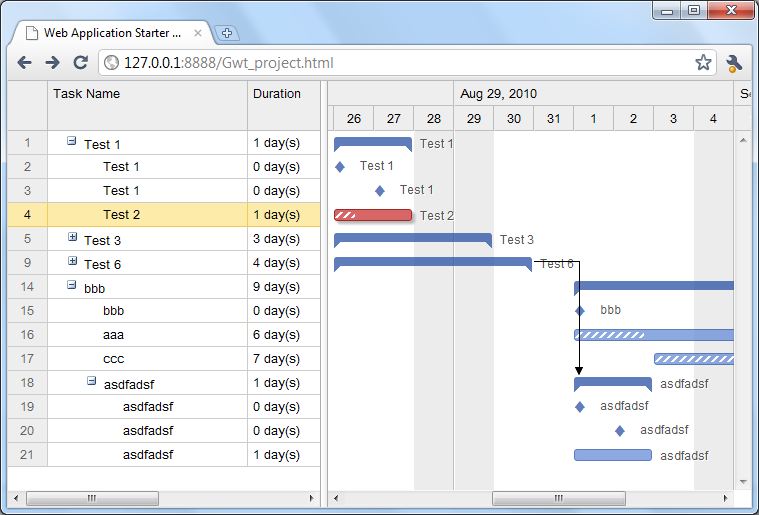 Web Application Starter ...
127.0.0.1:8888/Gwt_project.html
Task Name Duration Aug 29, 2010
26 27 28 29 30 31 1 2 3 4
1 Test 1 1 day(s) Test 1
2 Test 1 0 day(s) Test 1
3 Test 1 0 day(s) Test 1
4 Test 2 1 day(s) Test 2
5 Test 3 3 day(s) Test 3
9 Test 6 4 day(s) Test 6
14 bbb 9 day(s)
15 bbb 0 day(s) bbb
16 aaa 6 day(s)
17 ccc 7 day(s)
18 asdfadsf 1 day(s) asdfadsf
19 asdfadsf 0 day(s) asdfadsf
20 asdfadsf 0 day(s) asdfadsf
21 asdfadsf 1 day(s) asdfadsf